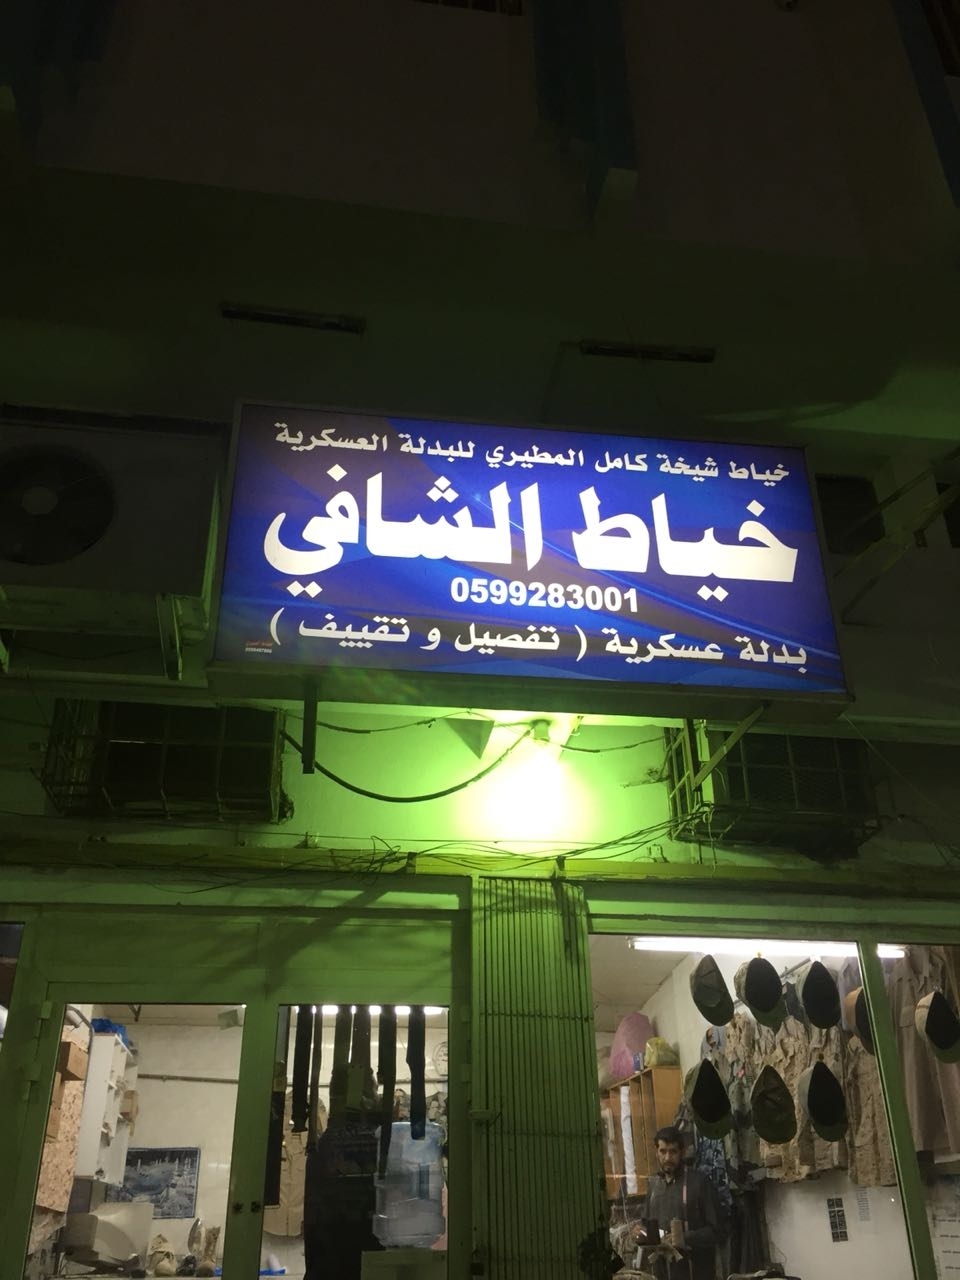 خياط شيخة كامل المطيري للبدلة العسكرية
خياط الشافي
0599283001
بدلة عسكرية ( تفصيل و تقييف )